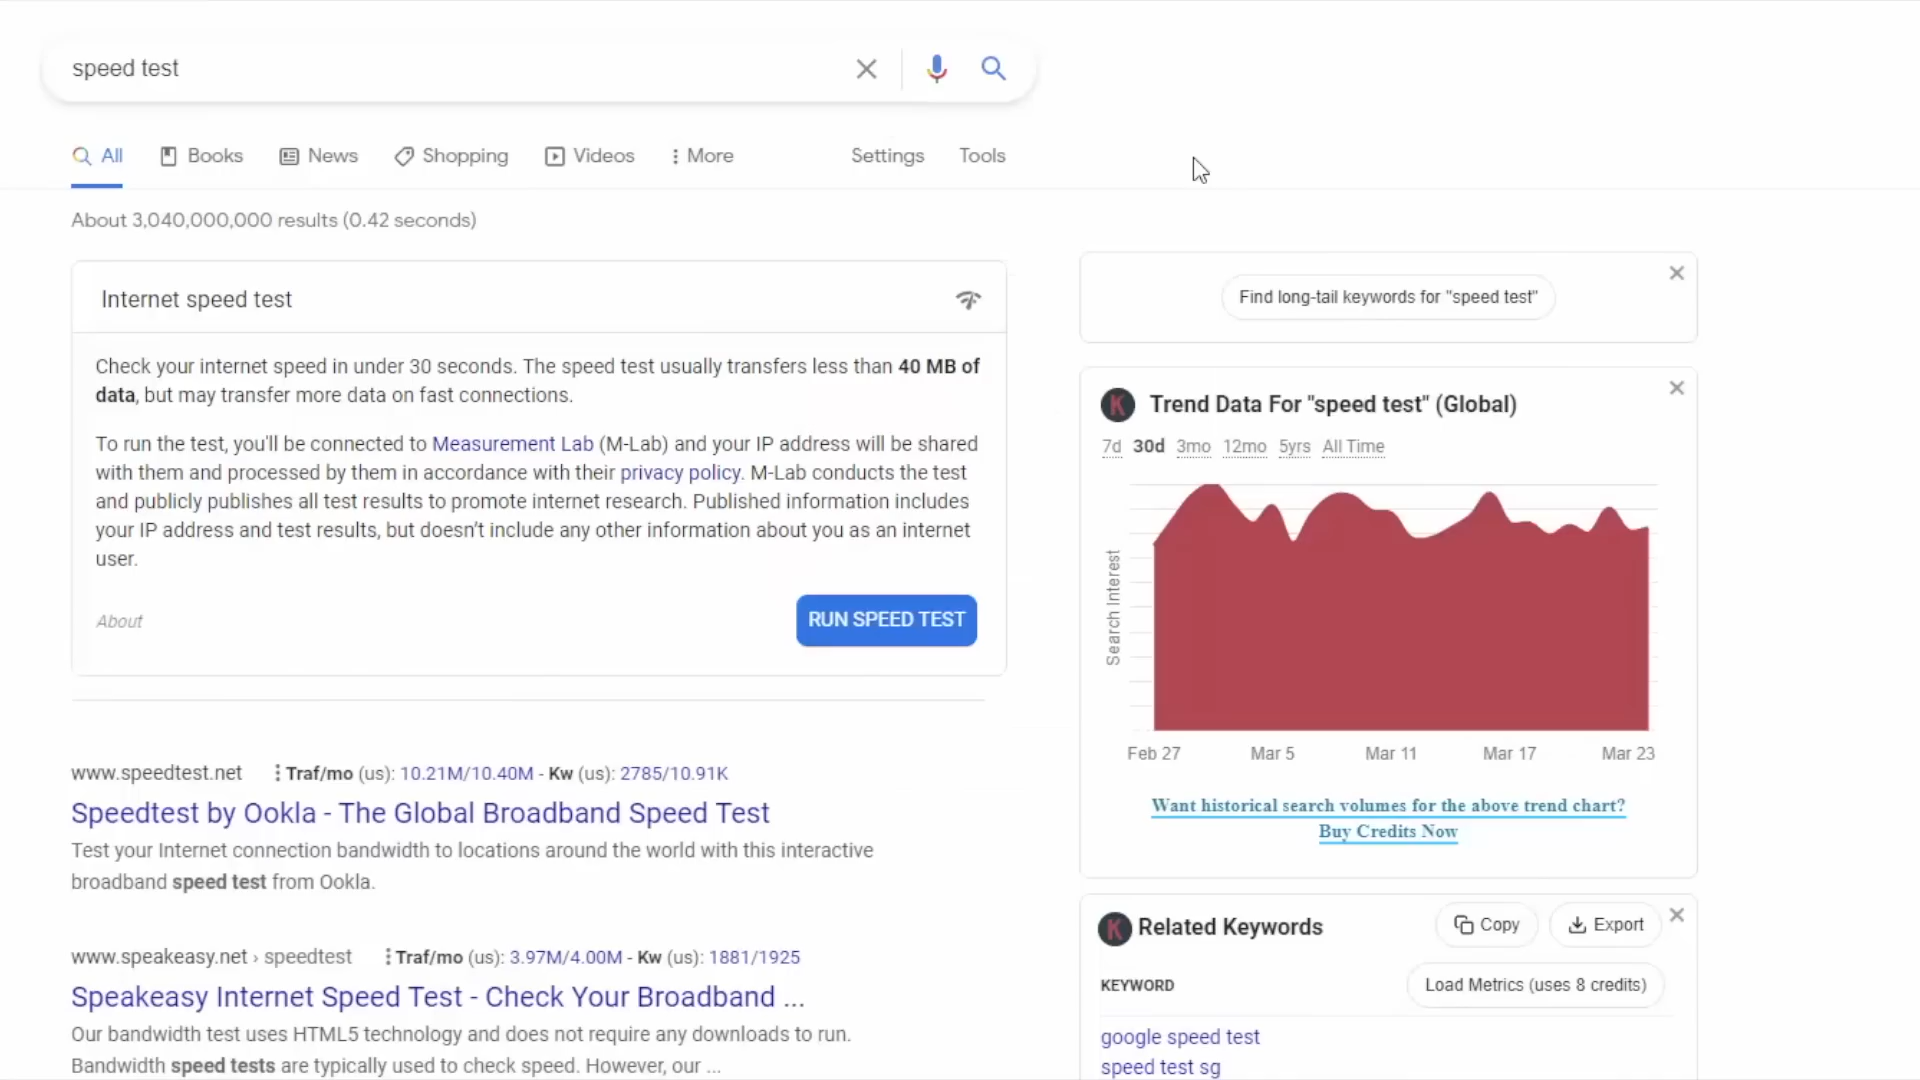 speed test
All Books News Shopping Videos More Settings Tools
About 3,040,000,000 results (0.42 seconds)
Internet speed test
Check your internet speed in under 30 seconds. The speed test usually transfers less than 40 MB of
data, but may transfer more data on fast connections.
To run the test, you'll be connected to Measurement Lab (M-Lab) and your IP address will be shared
with them and processed by them in accordance with their privacy policy. M-Lab conducts the test
and publicly publishes all test results to promote internet research. Published information includes
your IP address and test results, but doesn't include any other information about you as an internet
user.
About
RUN SPEED TEST
www.speedtest.net Traf/mo (us): 10.21M/10.40M - Kw (us): 2785/10.91K
Speedtest by Ookla - The Global Broadband Speed Test
Test your Internet connection bandwidth to locations around the world with this interactive
broadband speed test from Ookla.
www.speakeasy.net › speedtest Traf/mo (us): 3.97M/4.00M - Kw (us): 1881/1925
Speakeasy Internet Speed Test - Check Your Broadband ...
Our bandwidth test uses HTML5 technology and does not require any downloads to run.
Bandwidth speed tests are typically used to check speed. However, our ...
Find long-tail keywords for "speed test"
K Trend Data For "speed test" (Global)
7d 30d 3mo 12mo 5yrs All Time
Search Interest
Feb 27 Mar 5 Mar 11 Mar 17 Mar 23
Want historical search volumes for the above trend chart?
Buy Credits Now
K Related Keywords Copy Export
KEYWORD Load Metrics (uses 8 credits)
google speed test
speed test sg